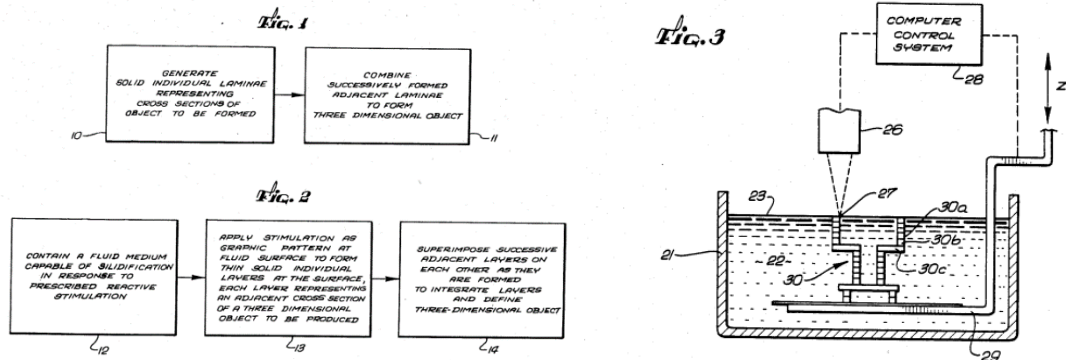 Fig. 1
GENERATE
SOLID INDIVIDUAL LAMINAE
REPRESENTING
CROSS SECTIONS OF
OBJECT TO BE FORMED
10
COMBINE
SUCCESSIVELY FORMED
ADJACENT LAMINAE
TO FORM
THREE DIMENSIONAL OBJECT
11
Fig. 2
CONTAIN A FLUID MEDIUM
CAPABLE OF SILIDIFICATION
IN RESPONSE TO
PRESCRIBED REACTIVE
STIMULATION
12
APPLY STIMULATION AS
GRAPHIC PATTERN AT
FLUID SURFACE TO FORM
THIN SOLID INDIVIDUAL
LAYERS AT THE SURFACE,
EACH LAYER REPRESENTING
AN ADJACENT CROSS SECTION
OF A THREE DIMENSIONAL
OBJECT TO BE PRODUCED
13
SUPERIMPOSE SUCCESSIVE
ADJACENT LAYERS ON
EACH OTHER AS THEY
ARE FORMED
TO INTEGRATE LAYERS
AND DEFINE
THREE-DIMENSIONAL OBJECT
14
Fig. 3
COMPUTER
CONTROL
SYSTEM
28
Z
26
23
27
30a
30b
21
22
30
30c
29